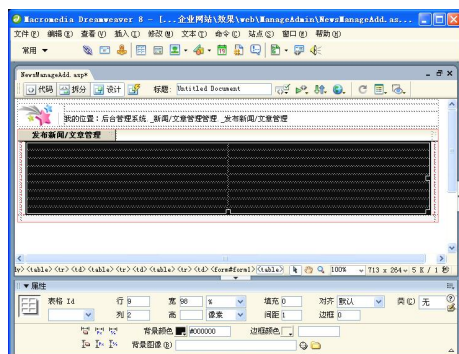 Macromedia Dreamweaver 8 - [...企业网站\效果\web\ManageAdmin\NewsManageAdd.as...
文件(F) 编辑(E) 查看(V) 插入(I) 修改(M) 文本(T) 命令(C) 站点(S) 窗口(W) 帮助(H)
常用
NewsManageAdd.asp*
代码 拆分 设计 标题: Untitled Document
我的位置：后台管理系统_新闻/文章管理管理_发布新闻/文章管理
发布新闻/文章管理
<table><tr><td><table><tr><td><table><tr><td><form#form1><table> 100% 713 x 264 5 K / 1 秒
属性
表格 Id 行 9 宽 98 % 填充 0 对齐 默认 类(C) 无
列 2 高 像素 间距 1 边框 0
背景颜色 #000000 边框颜色
背景图像(B)